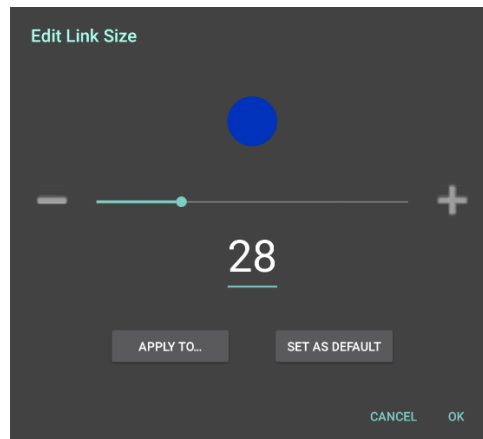 Edit Link Size
28
APPLY TO...
SET AS DEFAULT
CANCEL
OK